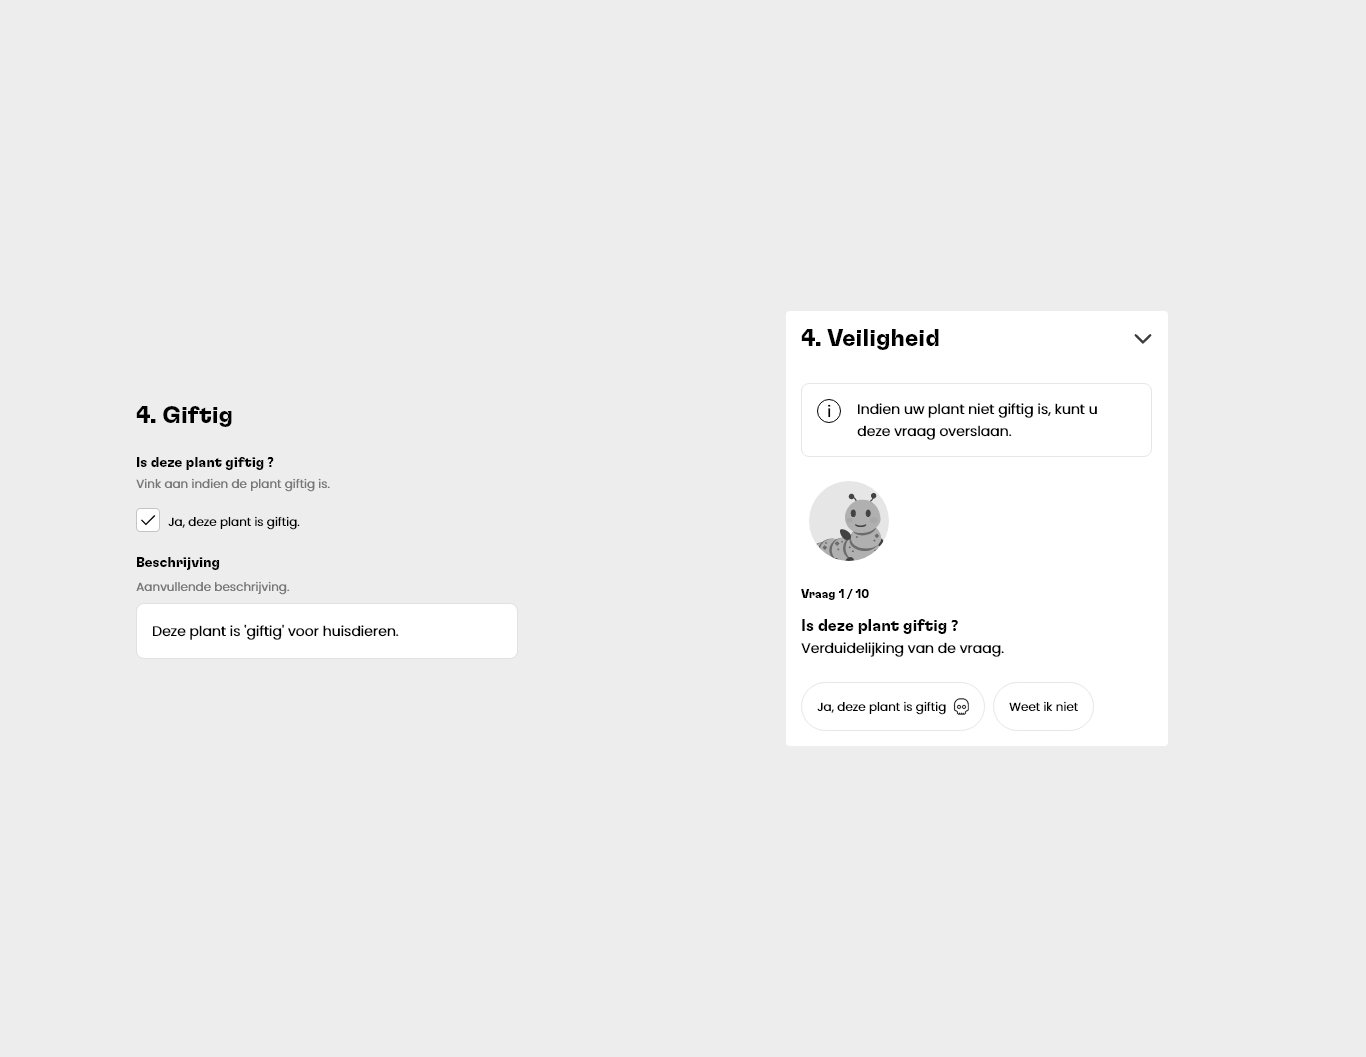 4. Giftig
Is deze plant giftig ?
Vink aan indien de plant giftig is.
Ja, deze plant is giftig.
Beschrijving
Aanvullende beschrijving.
Deze plant is 'giftig' voor huisdieren.
4. Veiligheid
Indien uw plant niet giftig is, kunt u
deze vraag overslaan.
Vraag 1 / 10
Is deze plant giftig ?
Verduidelijking van de vraag.
Ja, deze plant is giftig
Weet ik niet